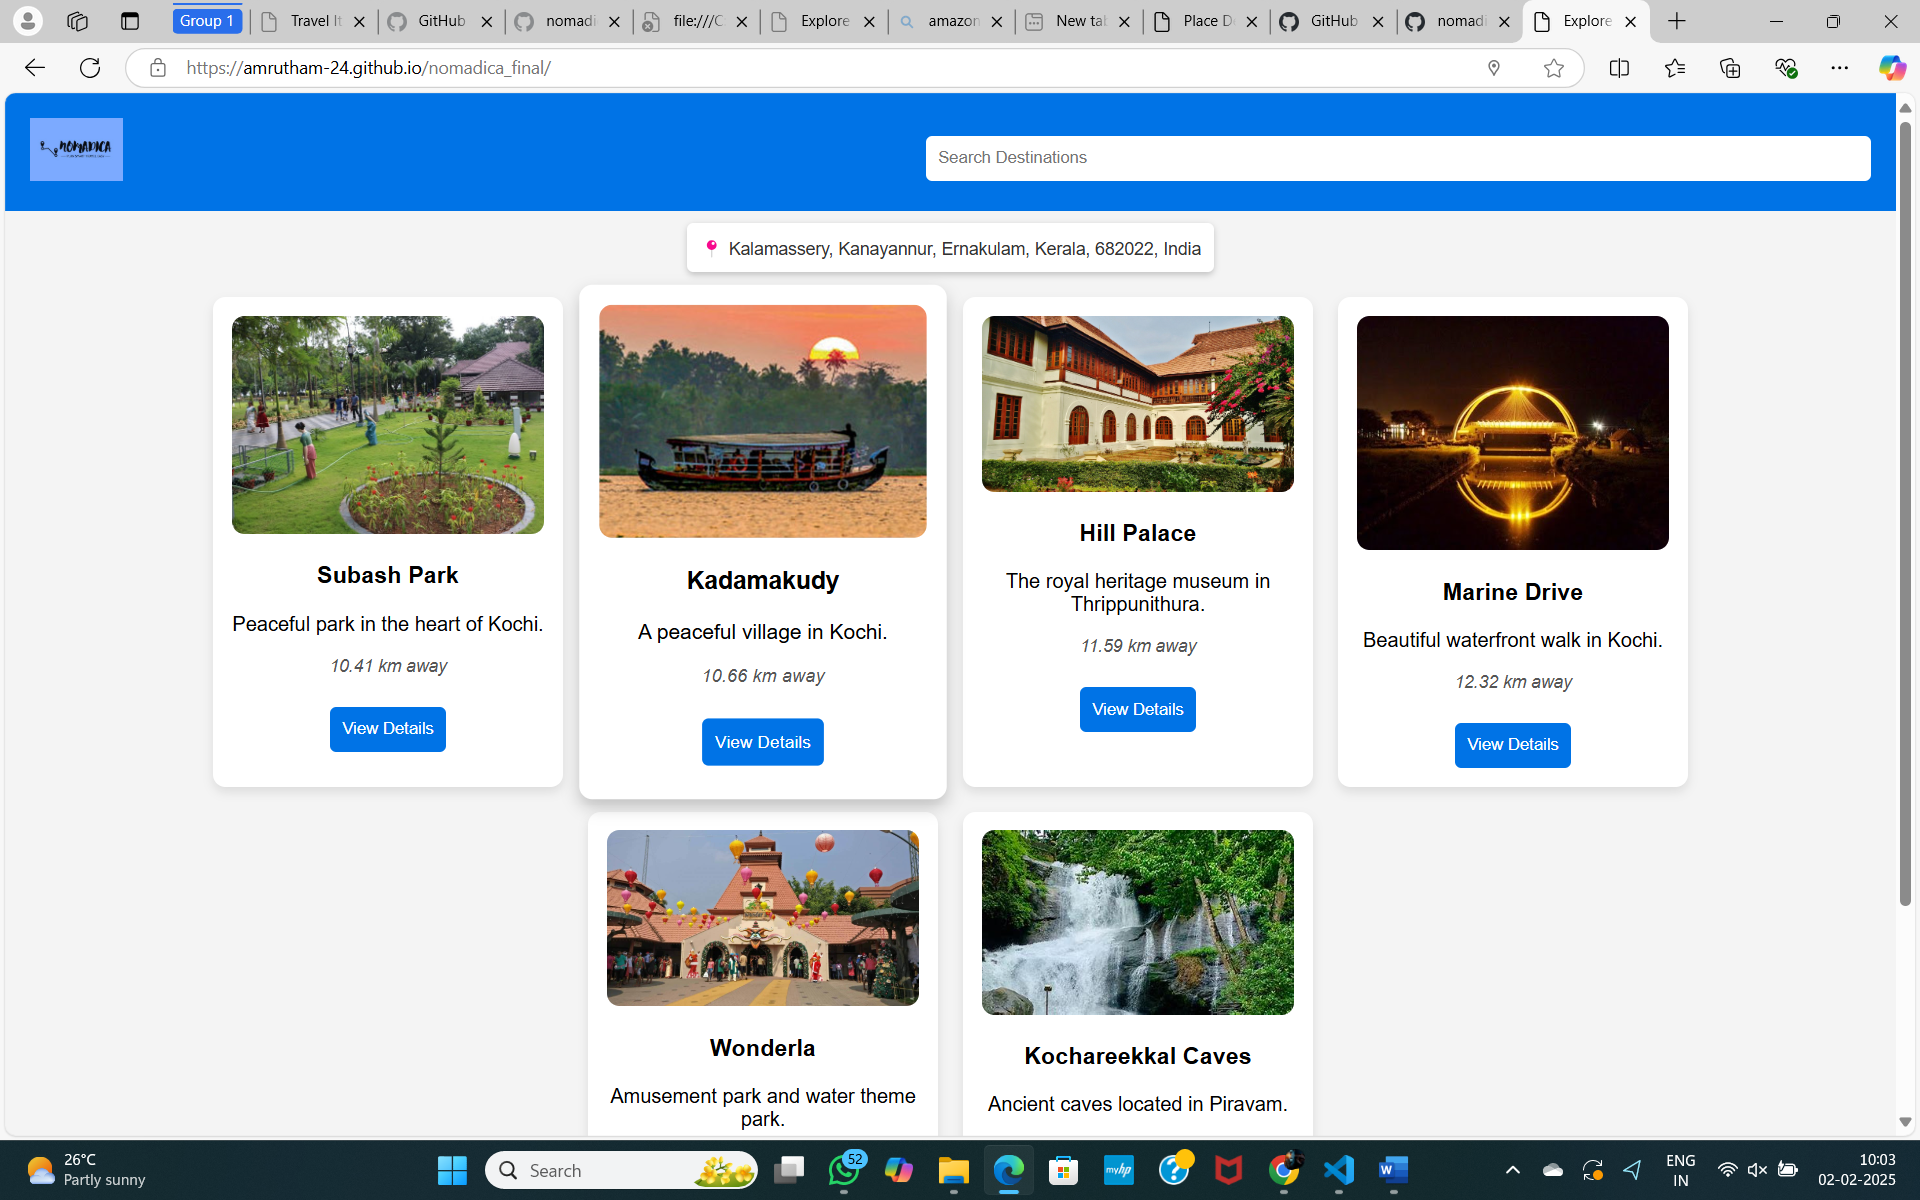 Group 1
Travel It
GitHub
nomadi
file:///C
Explore
amazon
New tab
Place De
GitHub
nomadi
Explore
https://amrutham-24.github.io/nomadica_final/
NOMADICA
Search Destinations
Kalamassery, Kanayannur, Ernakulam, Kerala, 682022, India
Subash Park
Peaceful park in the heart of Kochi.
10.41 km away
View Details
Kadamakudy
A peaceful village in Kochi.
10.66 km away
View Details
Hill Palace
The royal heritage museum in
Thrippunithura.
11.59 km away
View Details
Marine Drive
Beautiful waterfront walk in Kochi.
12.32 km away
View Details
Wonderla
Amusement park and water theme
park.
Kochareekkal Caves
Ancient caves located in Piravam.
26°C
Partly sunny
Search
52
myhp
W
ENG
IN
10:03
02-02-2025